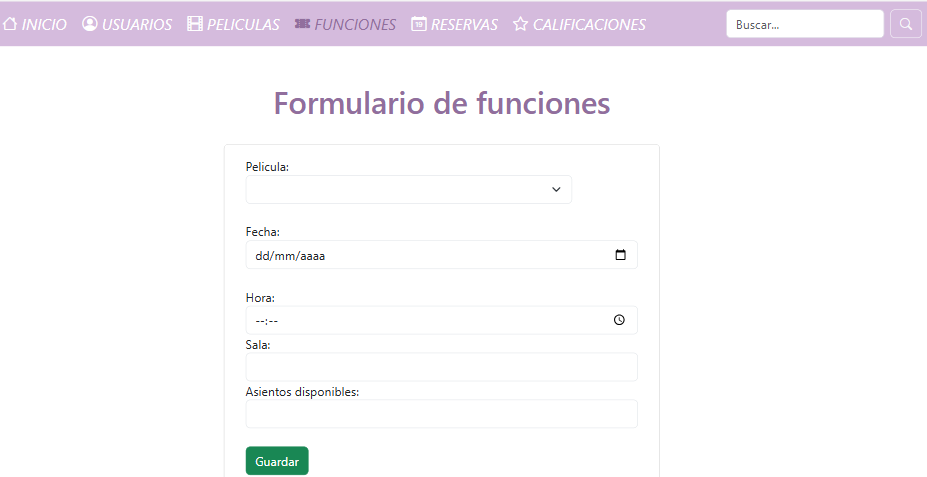 INICIO USUARIOS PELICULAS FUNCIONES 19 RESERVAS CALIFICACIONES Buscar...
Formulario de funciones
Pelicula:
Fecha:
dd/mm/aaaa
Hora:
--:--
Sala:
Asientos disponibles:
Guardar